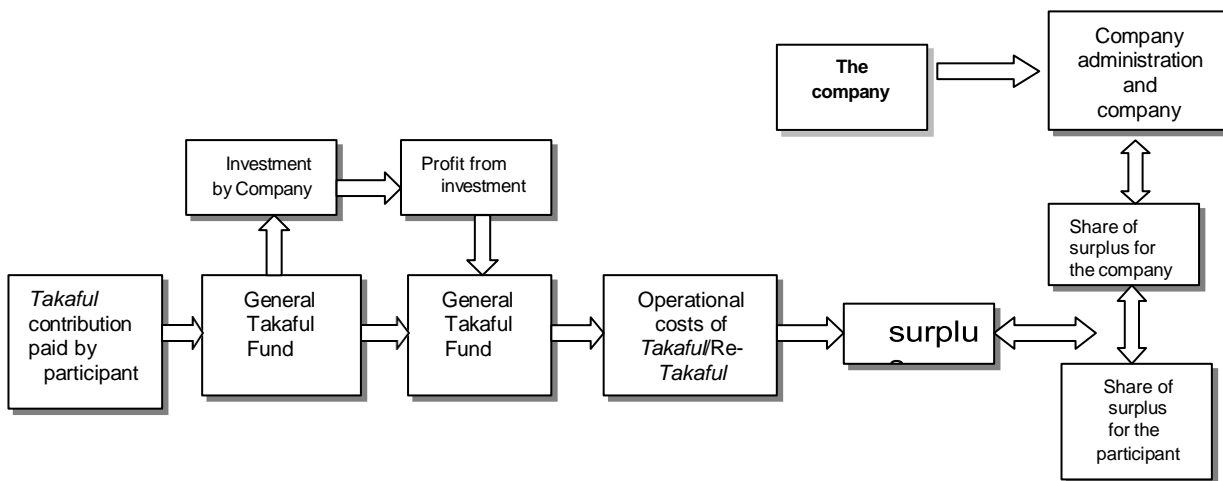 The
company
Company
administration
and
company
Investment
by Company
Profit from
investment
Share of
surplus for
the company
Takaful
contribution
paid by
participant
General
Takaful
Fund
General
Takaful
Fund
Operational
costs of
Takaful/Re-
Takaful
surplu
Share of
surplus
for the
participant